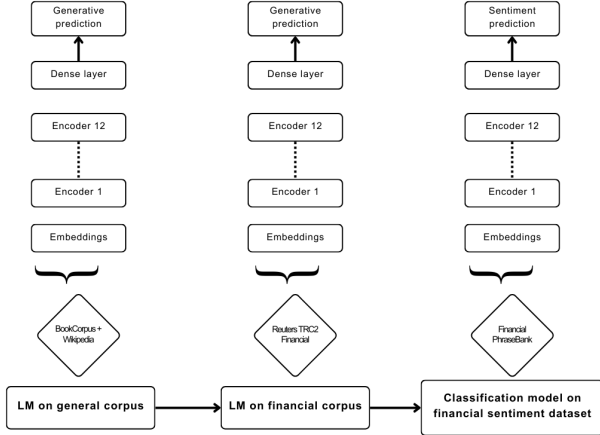 Generative
prediction
Generative
prediction
Sentiment
prediction
Dense layer
Dense layer
Dense layer
Encoder 12
Encoder 12
Encoder 12
Encoder 1
Encoder 1
Encoder 1
Embeddings
Embeddings
Embeddings
BookCorpus +
Wikipedia
Reuters TRC2
Financial
Financial
PhraseBank
LM on general corpus
LM on financial corpus
Classification model on
financial sentiment dataset